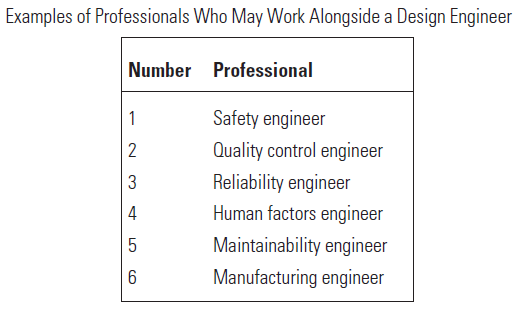 Examples of Professionals Who May Work Alongside a Design Engineer
Number Professional
1 Safety engineer
2 Quality control engineer
3 Reliability engineer
4 Human factors engineer
5 Maintainability engineer
6 Manufacturing engineer